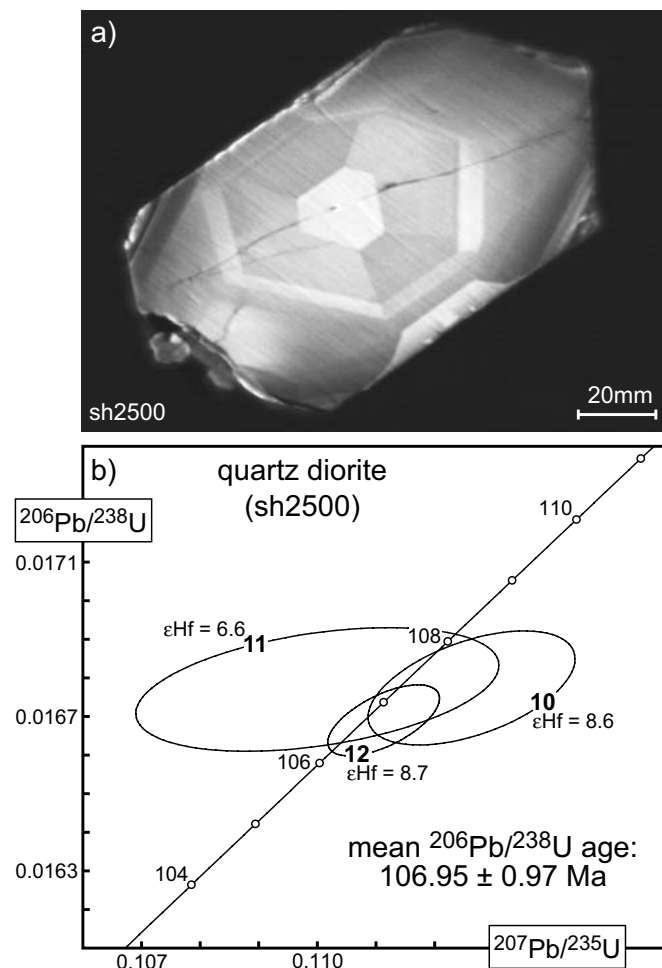 a)
sh2500
20mm
b)
quartz diorite
(sh2500)
²⁰⁶Pb/²³⁸U
110
0.0171
εHf = 6.6
11
108
0.0167
10
εHf = 8.6
12
106
εHf = 8.7
mean ²⁰⁶Pb/²³⁸U age:
106.95 ± 0.97 Ma
0.0163
104
²⁰⁷Pb/²³⁵U
0.107
0.110